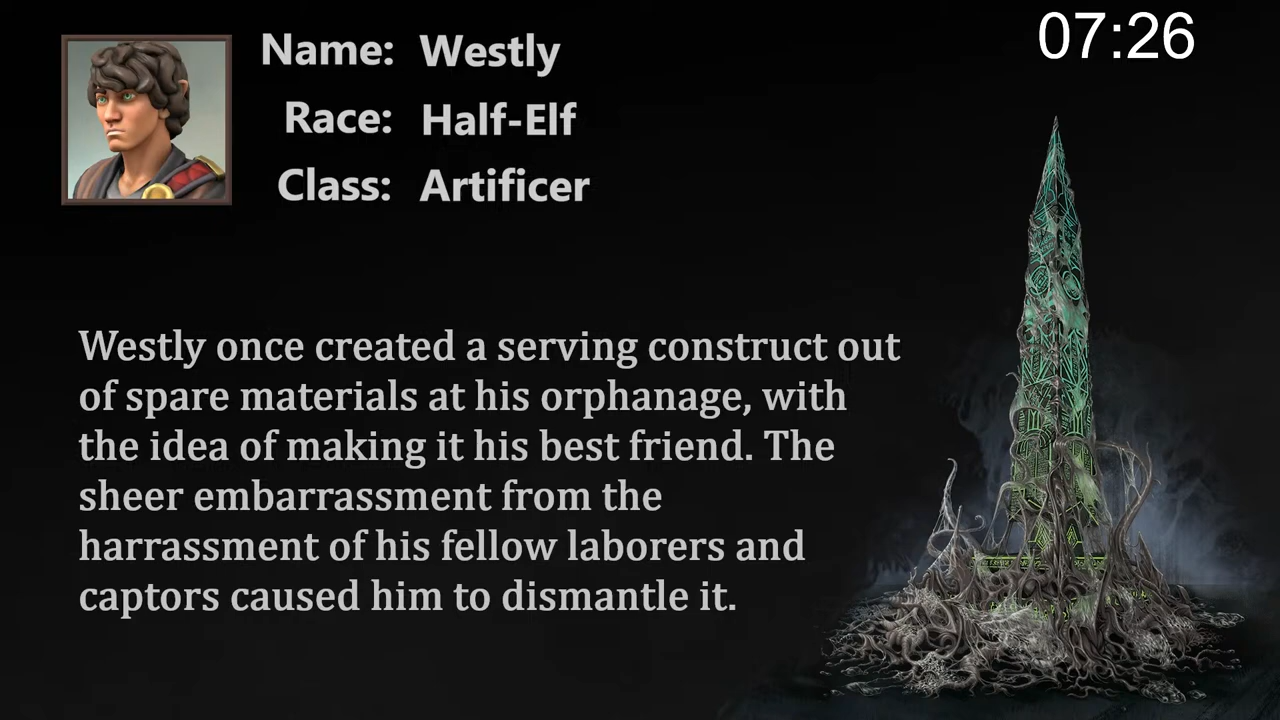 Name: Westly
07:26
Race: Half-Elf
Class: Artificer
Westly once created a serving construct out
of spare materials at his orphanage, with
the idea of making it his best friend. The
sheer embarrassment from the
harrassment of his fellow laborers and
captors caused him to dismantle it.